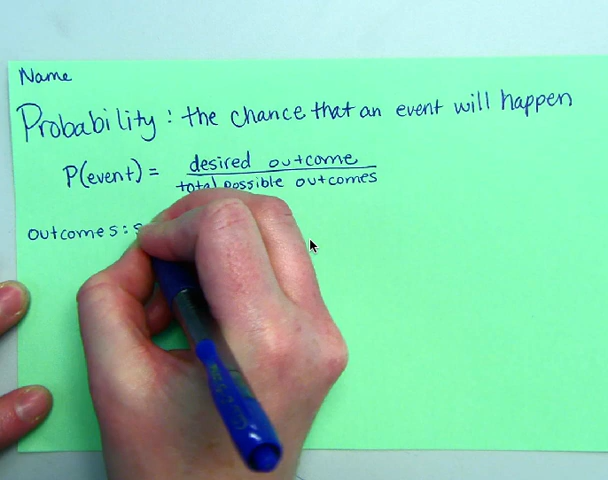 Name
Probability: the chance that an event will happen
P(event) = desired outcome
total possible outcomes
outcomes: s